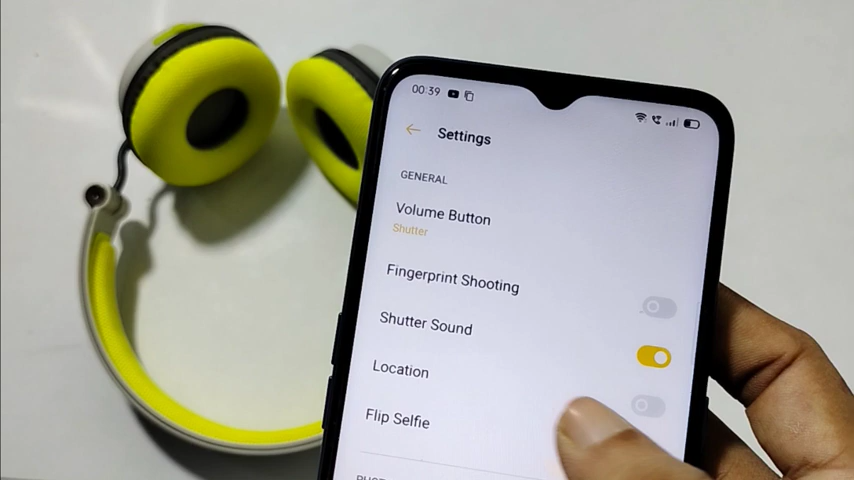 00:39
Settings
GENERAL
Volume Button
Shutter
Fingerprint Shooting
Shutter Sound
Location
Flip Selfie